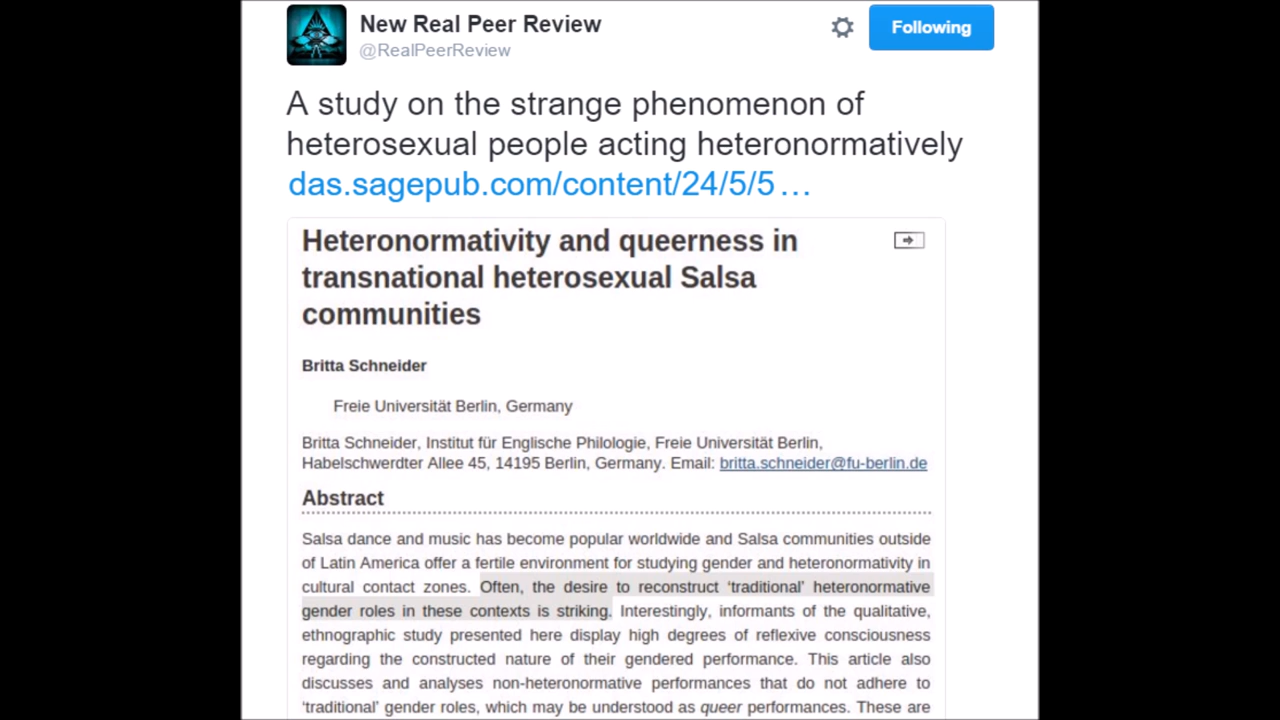 New Real Peer Review
@RealPeerReview
Following
A study on the strange phenomenon of
heterosexual people acting heteronormatively
das.sagepub.com/content/24/5/5…
Heteronormativity and queerness in
transnational heterosexual Salsa
communities
Britta Schneider
Freie Universität Berlin, Germany
Britta Schneider, Institut für Englische Philologie, Freie Universität Berlin,
Habelschwerdter Allee 45, 14195 Berlin, Germany. Email: britta.schneider@fu-berlin.de
Abstract
Salsa dance and music has become popular worldwide and Salsa communities outside
of Latin America offer a fertile environment for studying gender and heteronormativity in
cultural contact zones. Often, the desire to reconstruct ‘traditional’ heteronormative
gender roles in these contexts is striking. Interestingly, informants of the qualitative,
ethnographic study presented here display high degrees of reflexive consciousness
regarding the constructed nature of their gendered performance. This article also
discusses and analyses non-heteronormative performances that do not adhere to
‘traditional’ gender roles, which may be understood as queer performances. These are